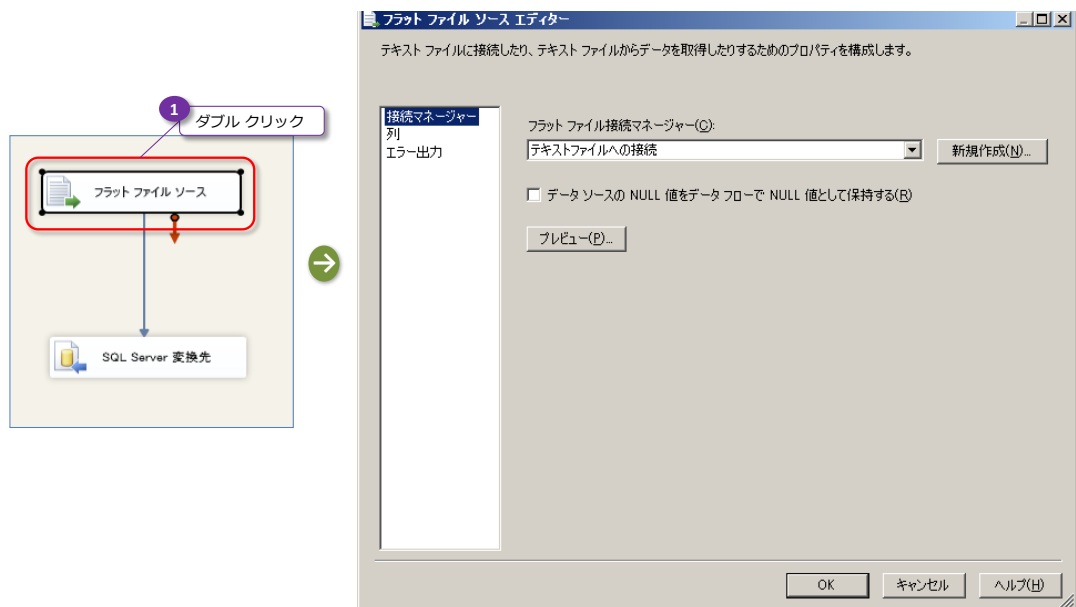 1
ダブル クリック
フラット ファイル ソース
SQL Server 変換先
フラット ファイル ソース エディター
テキスト ファイルに接続したり、テキスト ファイルからデータを取得したりするためのプロパティを構成します。
接続マネージャー
列
エラー出力
フラット ファイル接続マネージャー(C):
テキストファイルへの接続
新規作成(N)...
データ ソースの NULL 値をデータ フローで NULL 値として保持する(R)
プレビュー(P)...
OK
キャンセル
ヘルプ(H)